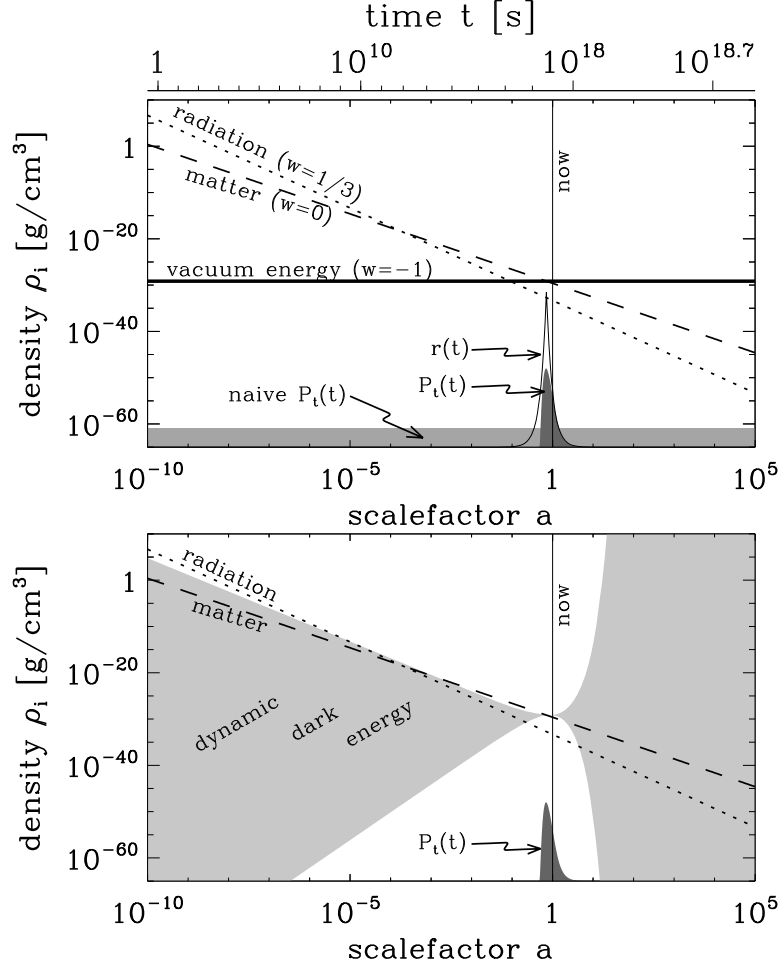 time t [s]
1 10^10 10^18 10^18.7
density ρ_i [g/cm^3]
1
10^-20
10^-40
10^-60
radiation (w=1/3)
matter (w=0)
now
vacuum energy (w=-1)
r(t)
P_t(t)
naive P_t(t)
10^-10 10^-5 1 10^5
scalefactor a
density ρ_i [g/cm^3]
1
10^-20
10^-40
10^-60
radiation
matter
now
dynamic dark energy
P_t(t)
10^-10 10^-5 1 10^5
scalefactor a